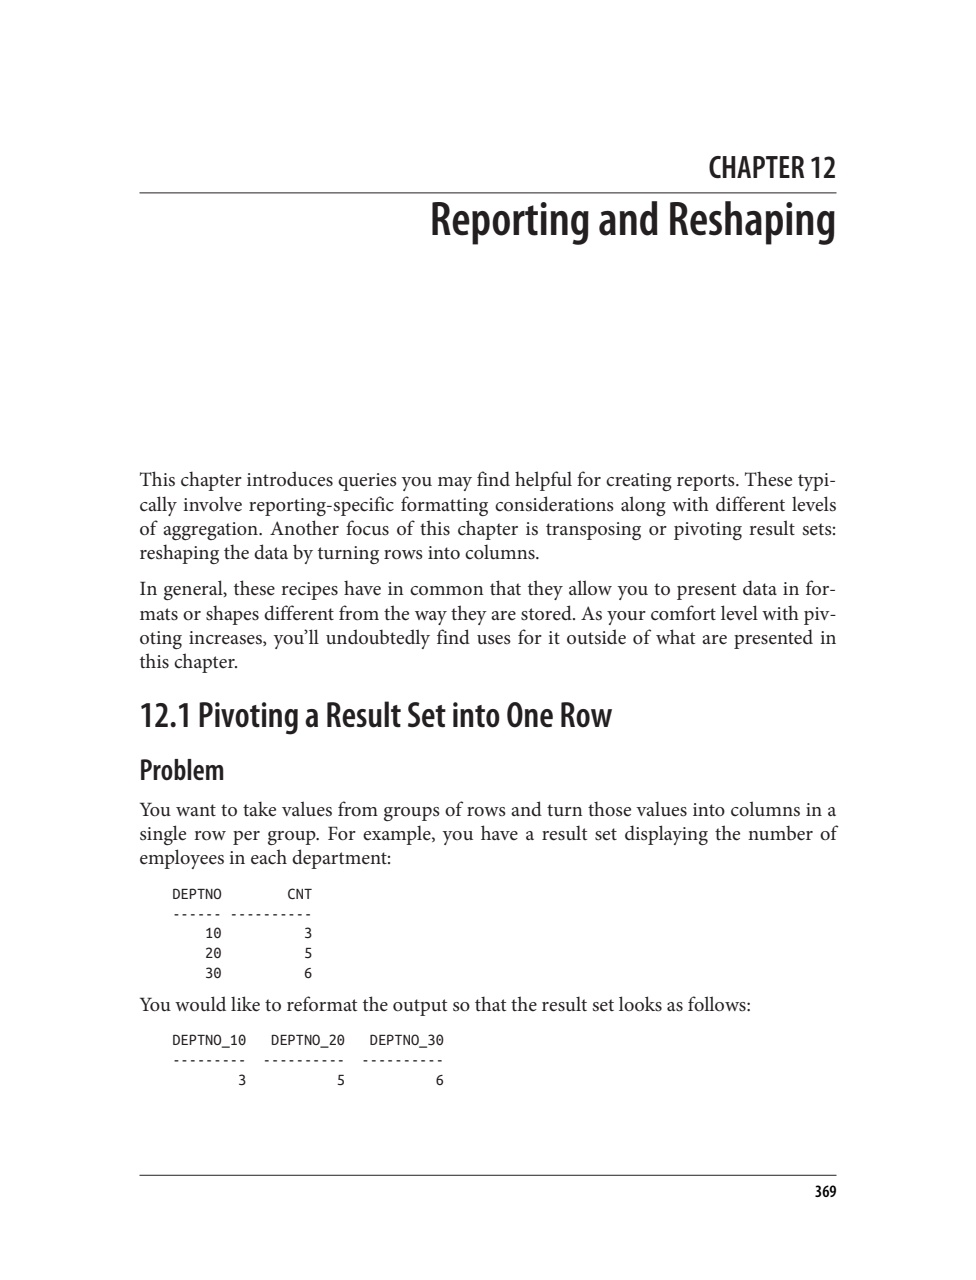 CHAPTER 12
Reporting and Reshaping
This chapter introduces queries you may find helpful for creating reports. These typi-
cally involve reporting-specific formatting considerations along with different levels
of aggregation. Another focus of this chapter is transposing or pivoting result sets:
reshaping the data by turning rows into columns.
In general, these recipes have in common that they allow you to present data in for-
mats or shapes different from the way they are stored. As your comfort level with piv-
oting increases, you’ll undoubtedly find uses for it outside of what are presented in
this chapter.
12.1 Pivoting a Result Set into One Row
Problem
You want to take values from groups of rows and turn those values into columns in a
single row per group. For example, you have a result set displaying the number of
employees in each department:
DEPTNO        CNT
------ ----------
    10          3
    20          5
    30          6
You would like to reformat the output so that the result set looks as follows:
DEPTNO_10   DEPTNO_20   DEPTNO_30
---------  ----------  ----------
        3           5           6
369